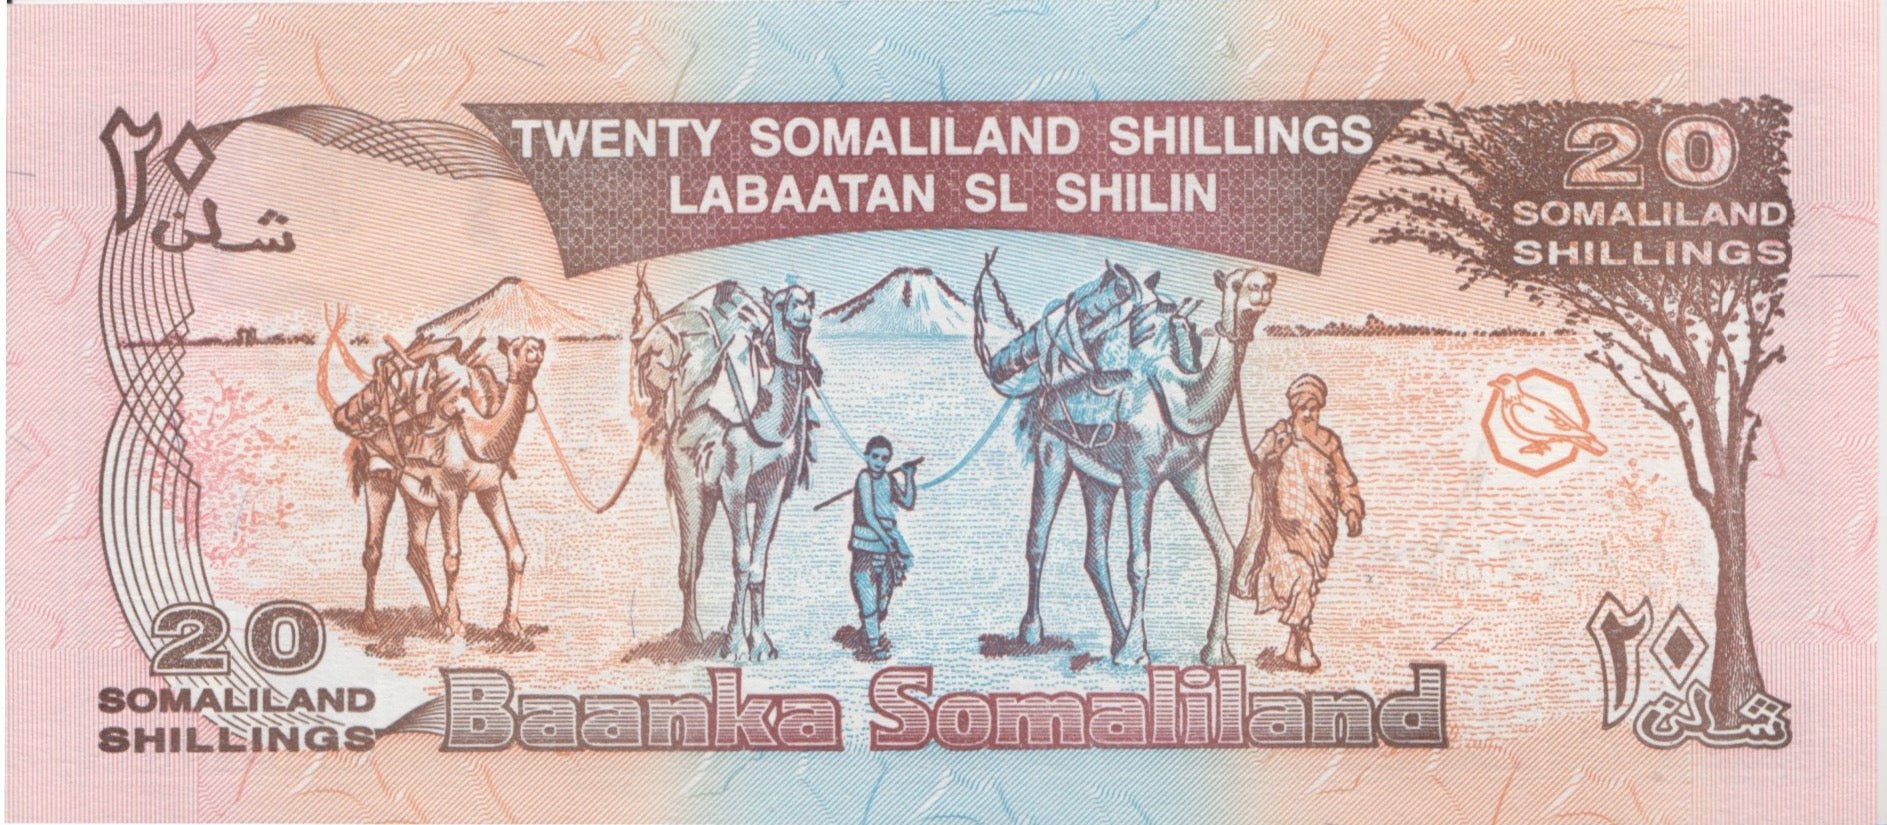 ٢٠
شلن
TWENTY SOMALILAND SHILLINGS
LABAATAN SL SHILIN
20
SOMALILAND
SHILLINGS
20
SOMALILAND
SHILLINGS
Baanka Somaliland
٢٠
شلن